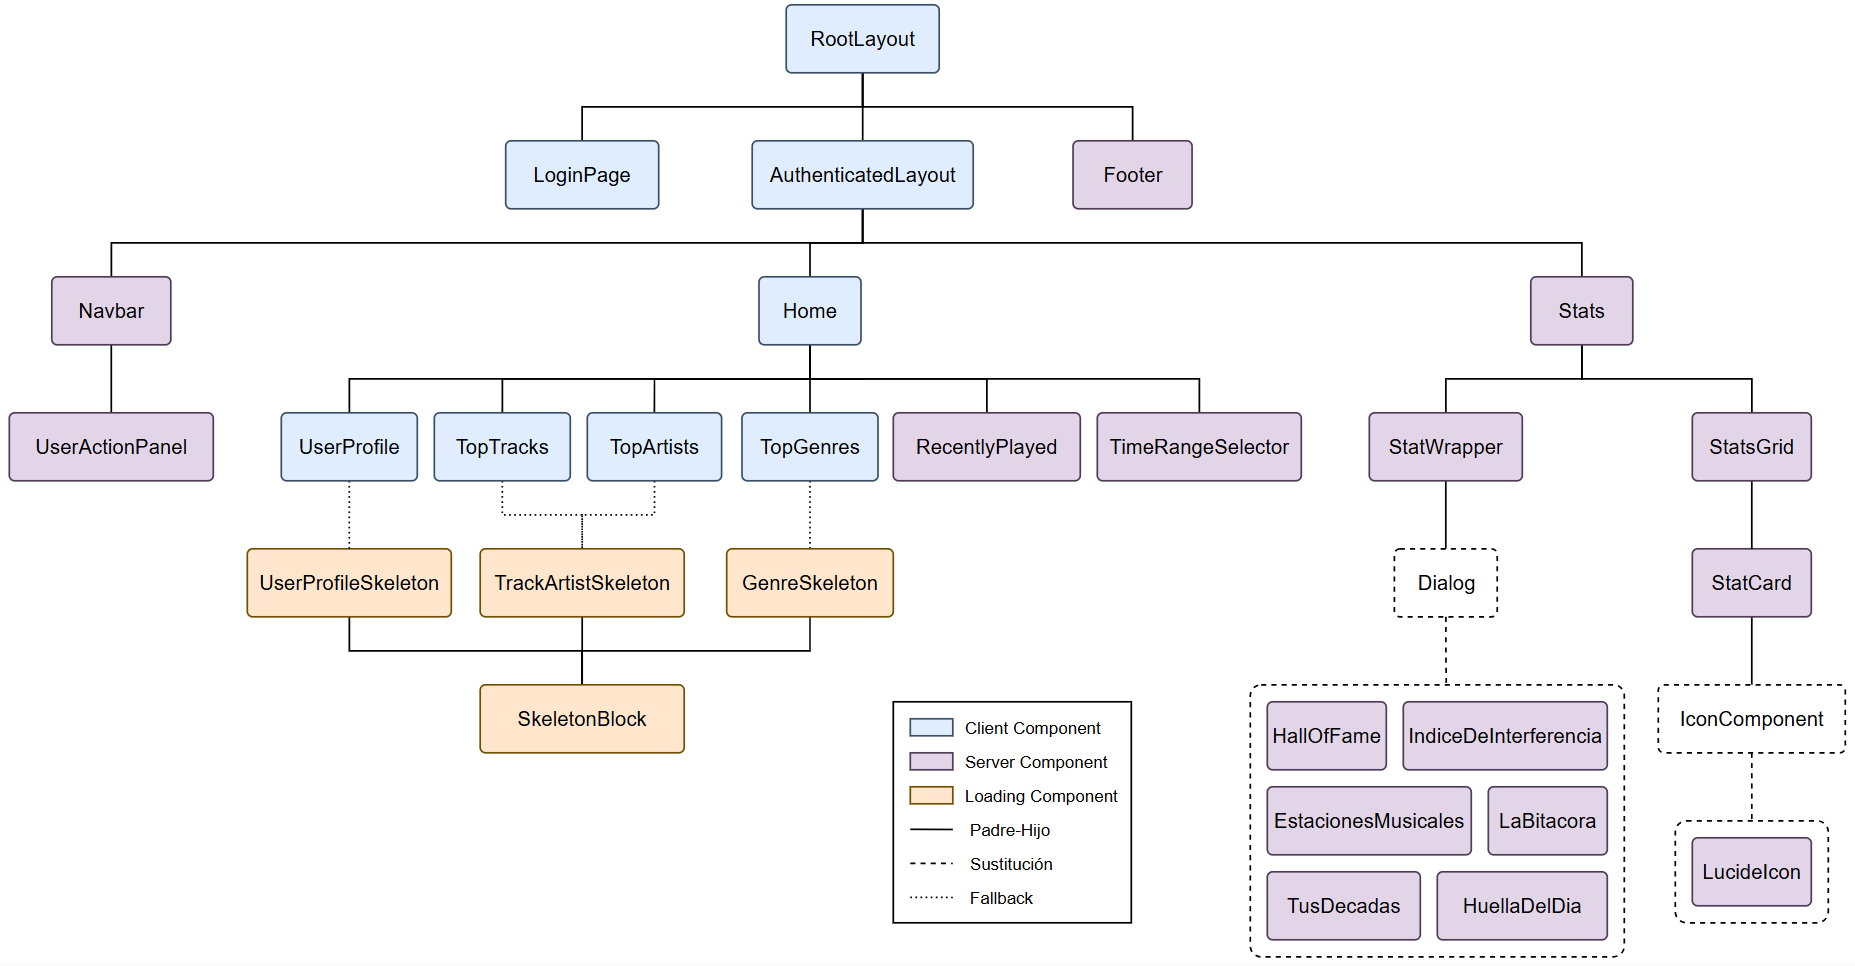 RootLayout
LoginPage
AuthenticatedLayout
Footer
Navbar
Home
Stats
UserActionPanel
UserProfile
TopTracks
TopArtists
TopGenres
RecentlyPlayed
TimeRangeSelector
StatWrapper
StatsGrid
UserProfileSkeleton
TrackArtistSkeleton
GenreSkeleton
Dialog
StatCard
SkeletonBlock
IconComponent
Client Component
Server Component
Loading Component
Padre-Hijo
Sustitución
Fallback
HallOfFame
IndiceDeInterferencia
EstacionesMusicales
LaBitacora
TusDecadas
HuellaDelDia
LucideIcon